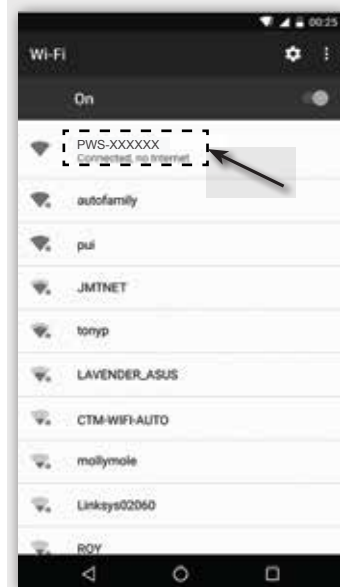 00:25
Wi-Fi
On
PWS-XXXXXX
Connected, no Internet
autofamily
pui
JMTNET
tonyp
LAVENDER_ASUS
CTM-WIFI-AUTO
mollymole
Linksys02060
ROY